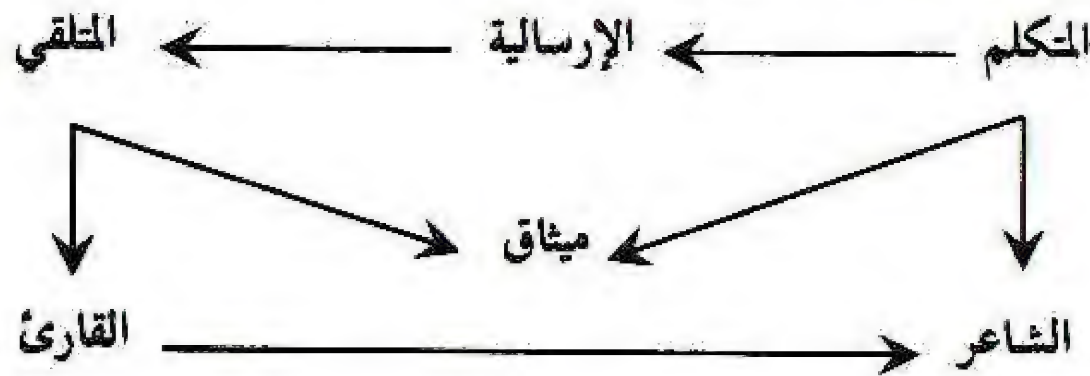 المتكلم الإرسالية المتلقي
ميثاق
الشاعر القارئ